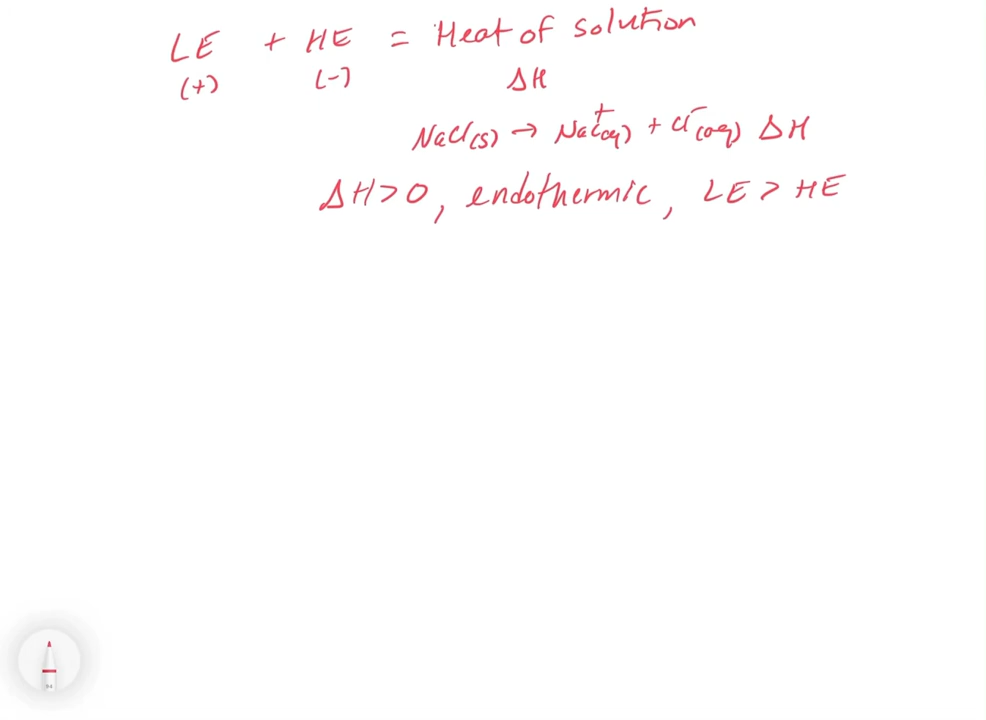 LE + HE = Heat of solution
(+) (-) ΔH
NaCl(s) → Na⁺(aq) + Cl⁻(aq) ΔH
ΔH > 0, endothermic, LE > HE